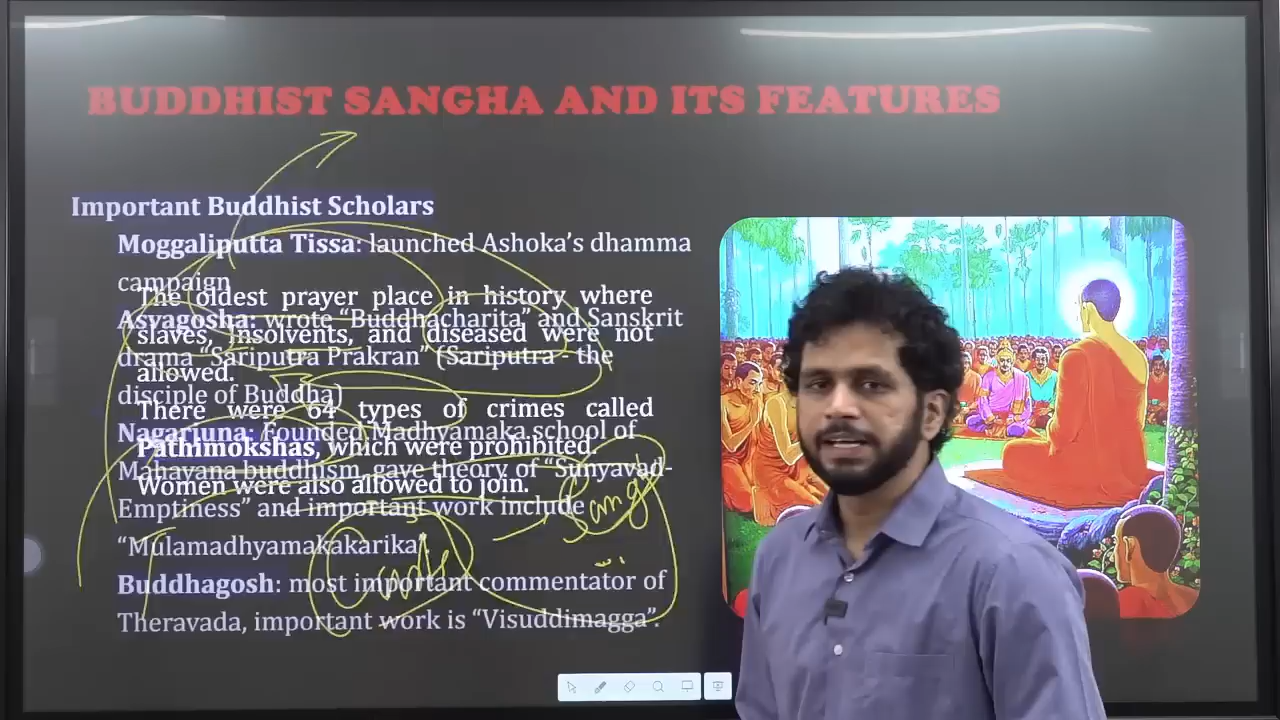 BUDDHIST SANGHA AND ITS FEATURES
Important Buddhist Scholars
Moggaliputta Tissa: launched Ashoka’s dhamma
campaign
The oldest prayer place in history where
Asvagosha: wrote “Buddhacharita” and Sanskrit
slaves, insolvents, and diseased were not
drama “Sariputra Prakran” (Sariputra - the
allowed.
disciple of Buddha)
There were 64 types of crimes called
Nagarjuna: Founded Madhyamaka school of
Pathimokshas, which were prohibited.
Mahayana buddhism, gave theory of “Sunyavad-
Women were also allowed to join.
Emptiness” and important work include
“Mulamadhyamakakarika”.
Buddhagosh: most important commentator of
Theravada, important work is “Visuddimagga”.